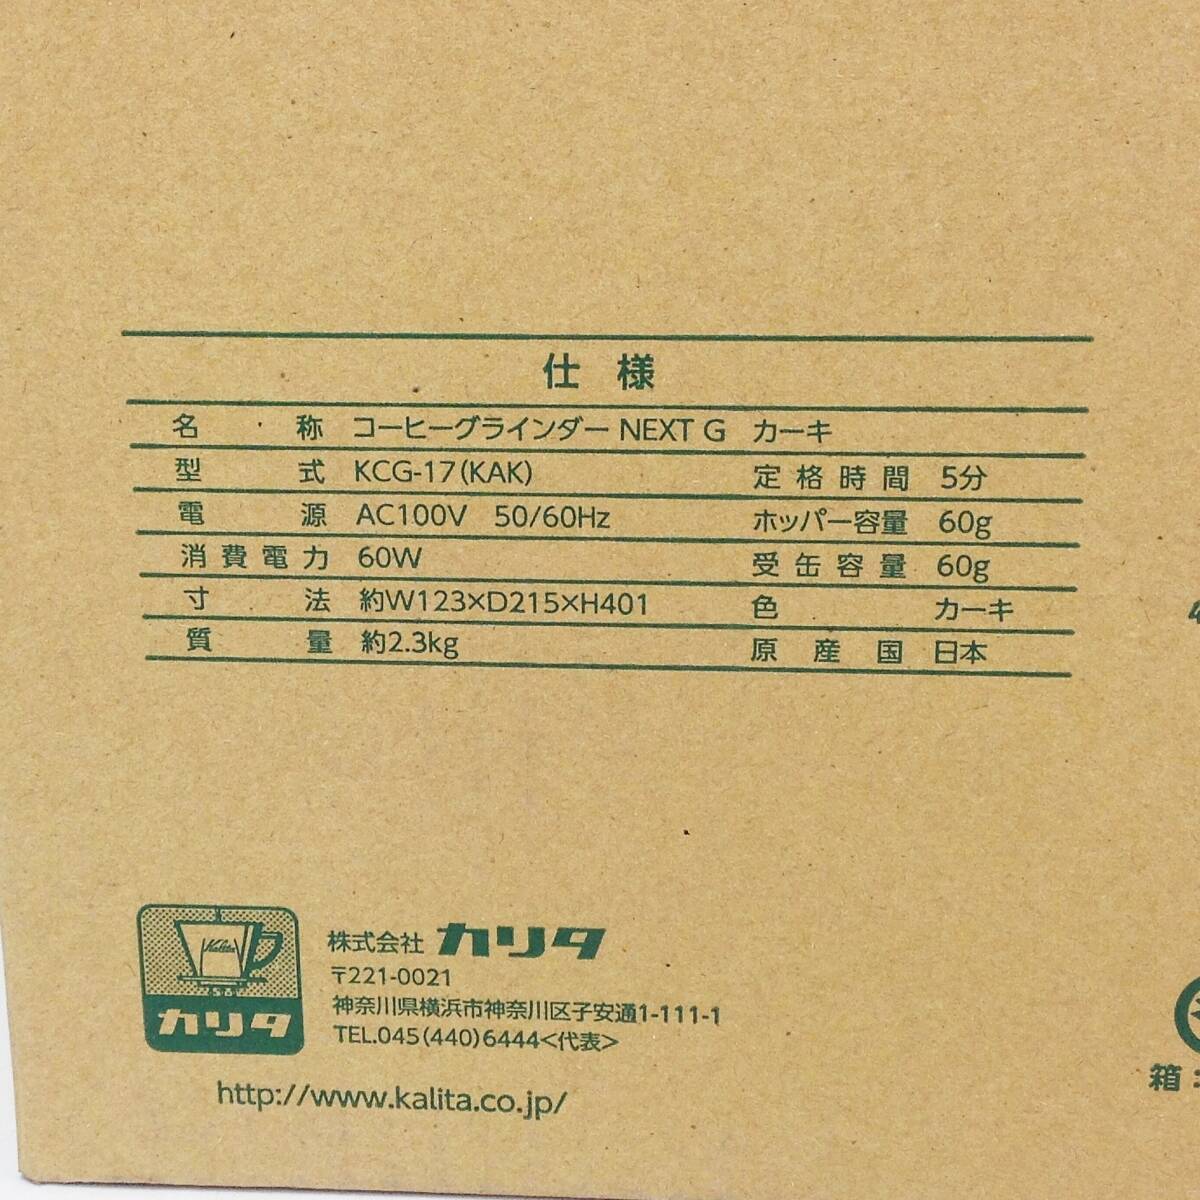 仕様
名称 コーヒーグラインダー NEXT G カーキ
型式 KCG-17(KAK) 定格時間 5分
電源 AC100V 50/60Hz ホッパー容量 60g
消費電力 60W 受缶容量 60g
寸法 約W123×D215×H401 色 カーキ
質量 約2.3kg 原産国 日本
Kalita
カリタ
株式会社 カリタ
〒221-0021
神奈川県横浜市神奈川区子安通1-111-1
TEL.045(440)6444<代表>
http://www.kalita.co.jp/
箱: